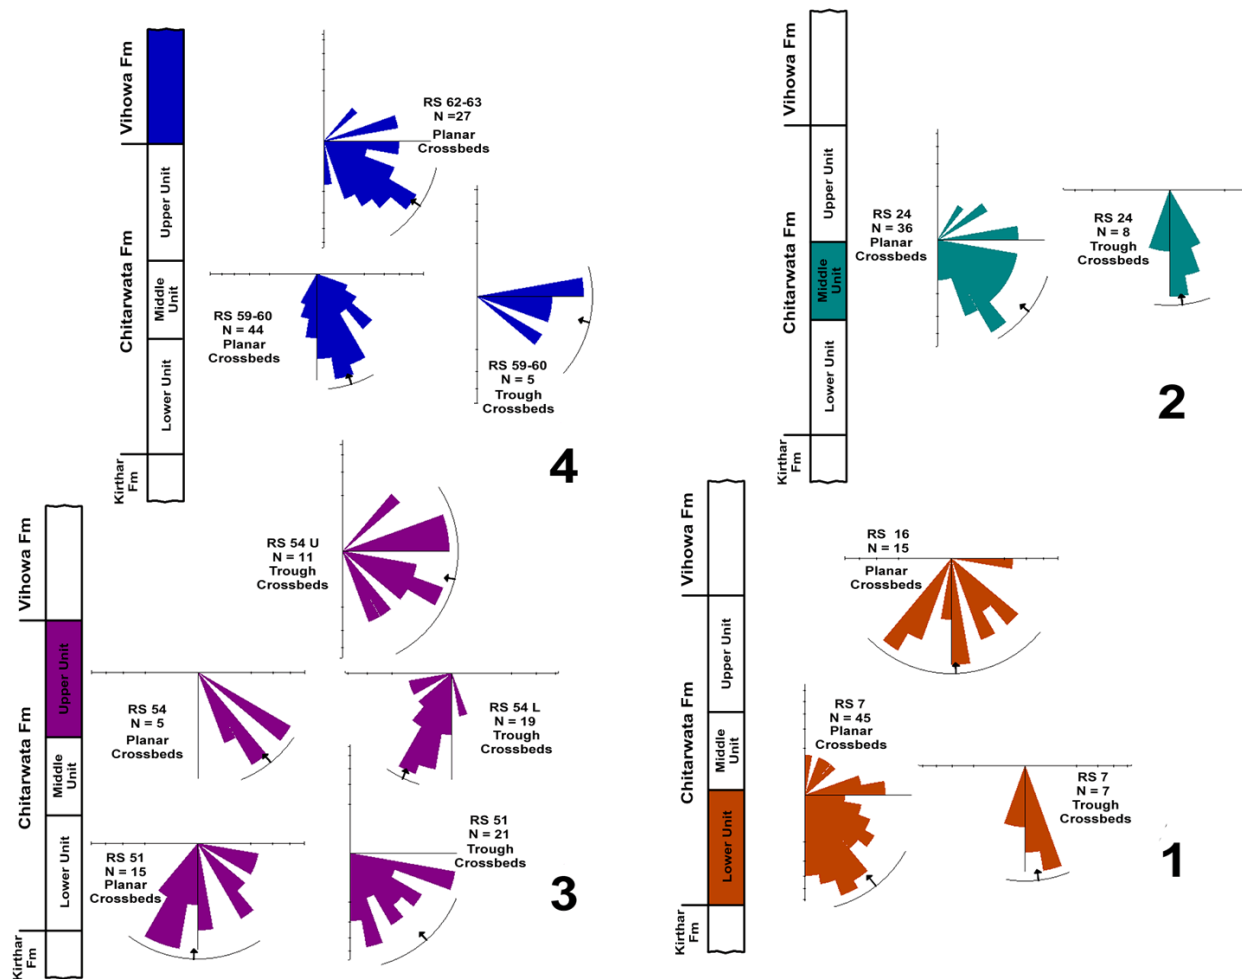 Vihowa Fm
Chitarwata Fm
Upper Unit
Middle
Unit
Lower Unit
Kirthar
Fm
RS 62-63
N =27
Planar
Crossbeds
RS 59-60
N = 44
Planar
Crossbeds
RS 59-60
N = 5
Trough
Crossbeds
4
Vihowa Fm
Chitarwata Fm
Upper Unit
Middle
Unit
Lower Unit
Kirthar
Fm
RS 24
N = 36
Planar
Crossbeds
RS 24
N = 8
Trough
Crossbeds
2
Vihowa Fm
Chitarwata Fm
Upper Unit
Middle
Unit
Lower Unit
Kirthar
Fm
RS 54 U
N = 11
Trough
Crossbeds
RS 54
N = 5
Planar
Crossbeds
RS 54 L
N = 19
Trough
Crossbeds
RS 51
N = 15
Planar
Crossbeds
RS 51
N = 21
Trough
Crossbeds
3
Vihowa Fm
Chitarwata Fm
Upper Unit
Middle
Unit
Lower Unit
Kirthar
Fm
RS 16
N = 15
Planar
Crossbeds
RS 7
N = 45
Planar
Crossbeds
RS 7
N = 7
Trough
Crossbeds
1